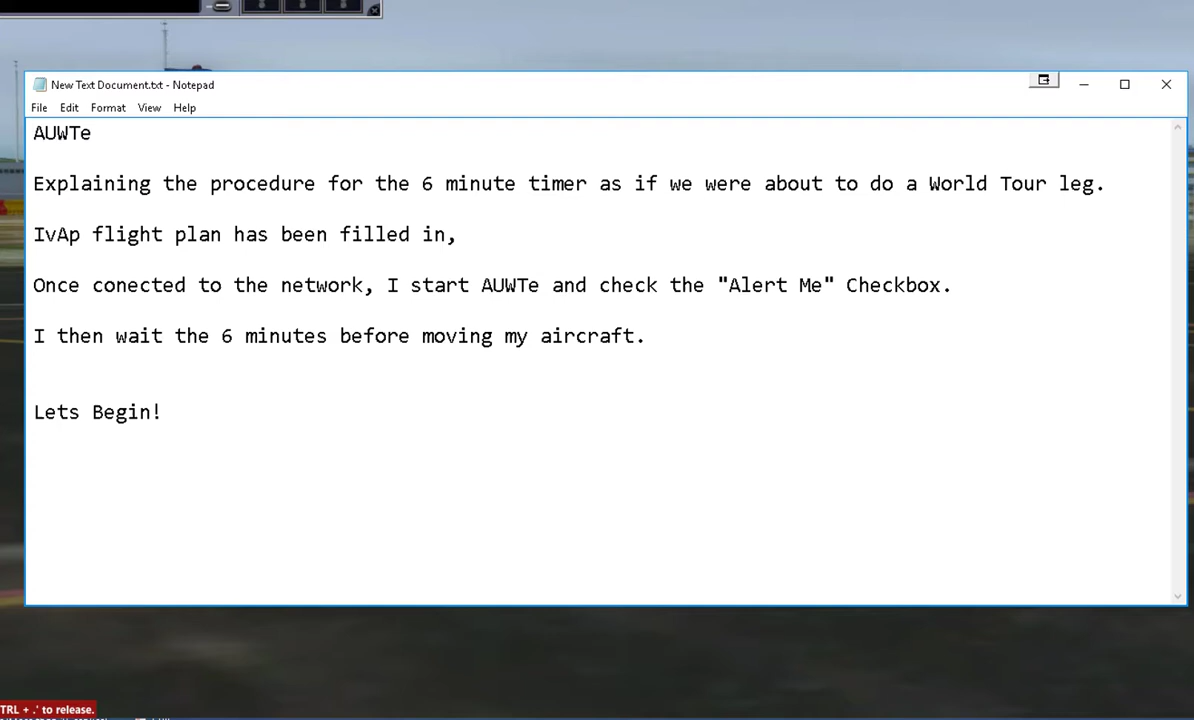 New Text Document.txt - Notepad
File Edit Format View Help
AUWTe
Explaining the procedure for the 6 minute timer as if we were about to do a World Tour leg.
IvAp flight plan has been filled in,
Once conected to the network, I start AUWTe and check the "Alert Me" Checkbox.
I then wait the 6 minutes before moving my aircraft.
Lets Begin!
TRL + .' to release.